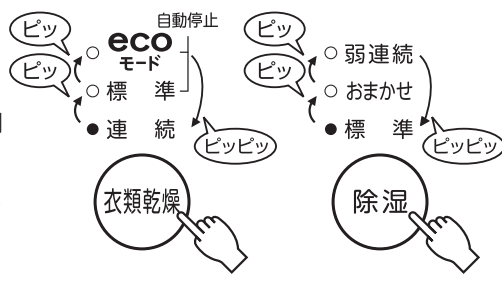 自動停止
ピッ
eco
モード
ピッ
標 準
連 続
ピッピッ
衣類乾燥
ピッ
弱連続
ピッ
おまかせ
標 準
ピッピッ
除湿